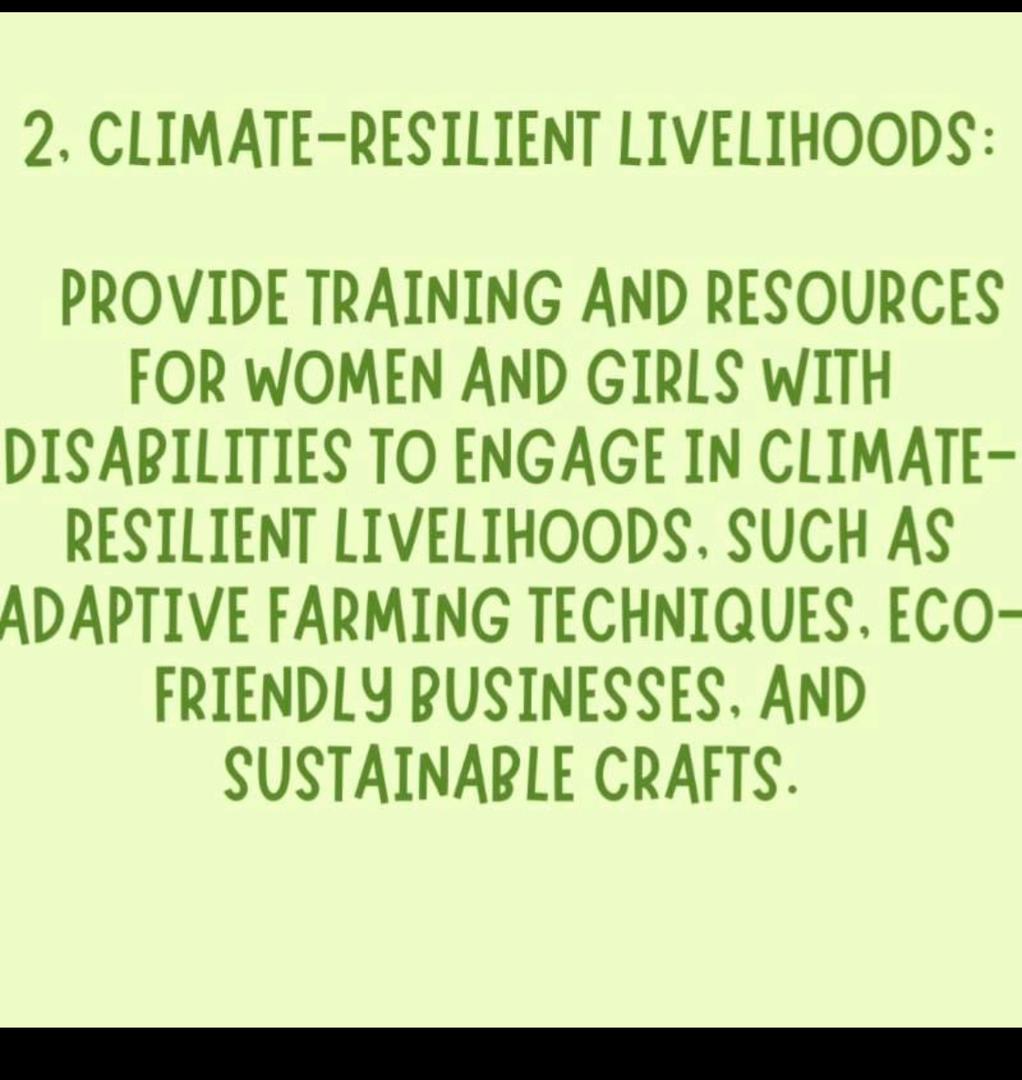 2. CLIMATE-RESILIENT LIVELIHOODS:
PROVIDE TRAINING AND RESOURCES
FOR WOMEN AND GIRLS WITH
DISABILITIES TO ENGAGE IN CLIMATE-
RESILIENT LIVELIHOODS, SUCH AS
ADAPTIVE FARMING TECHNIQUES, ECO-
FRIENDLY BUSINESSES, AND
SUSTAINABLE CRAFTS.